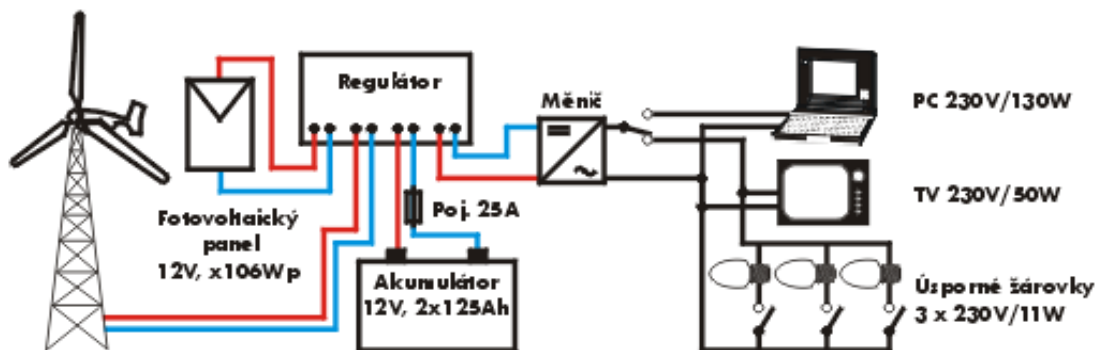 Regulátor
Měnič
PC 230V/130W
TV 230V/50W
Poj. 25A
Fotovoltaický
panel
12V, x106Wp
Akumulátor
12V, 2x125Ah
Úsporné žárovky
3 x 230V/11W